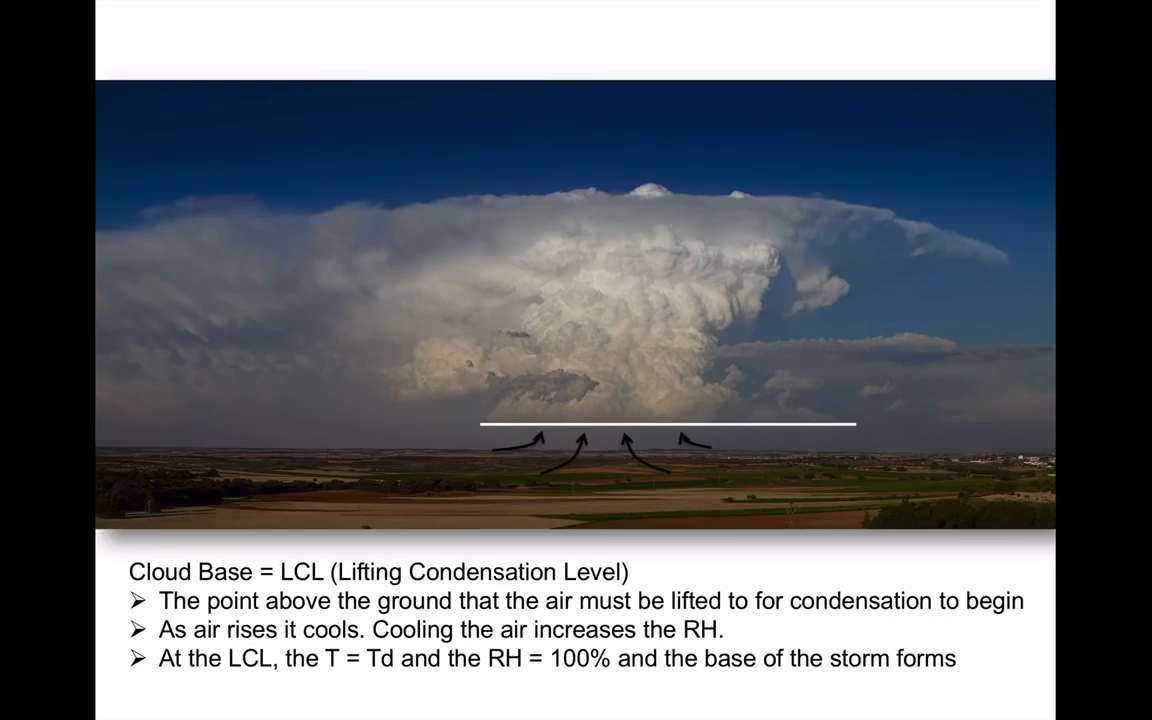 Cloud Base = LCL (Lifting Condensation Level)
➢ The point above the ground that the air must be lifted to for condensation to begin
➢ As air rises it cools. Cooling the air increases the RH.
➢ At the LCL, the T = Td and the RH = 100% and the base of the storm forms